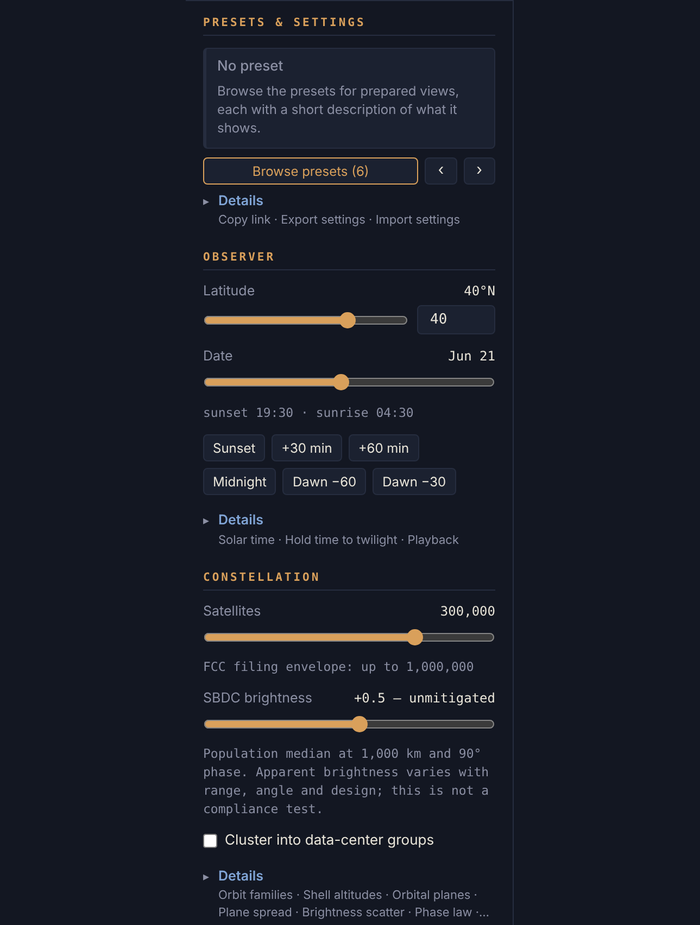 PRESETS & SETTINGS
No preset
Browse the presets for prepared views,
each with a short description of what it
shows.
Browse presets (6)
‹ ›
▸ Details
Copy link · Export settings · Import settings
OBSERVER
Latitude 40°N
40
Date Jun 21
sunset 19:30 · sunrise 04:30
Sunset +30 min +60 min
Midnight Dawn −60 Dawn −30
▸ Details
Solar time · Hold time to twilight · Playback
CONSTELLATION
Satellites 300,000
FCC filing envelope: up to 1,000,000
SBDC brightness +0.5 — unmitigated
Population median at 1,000 km and 90°
phase. Apparent brightness varies with
range, angle and design; this is not a
compliance test.
Cluster into data-center groups
▸ Details
Orbit families · Shell altitudes · Orbital planes ·
Plane spread · Brightness scatter · Phase law ·…